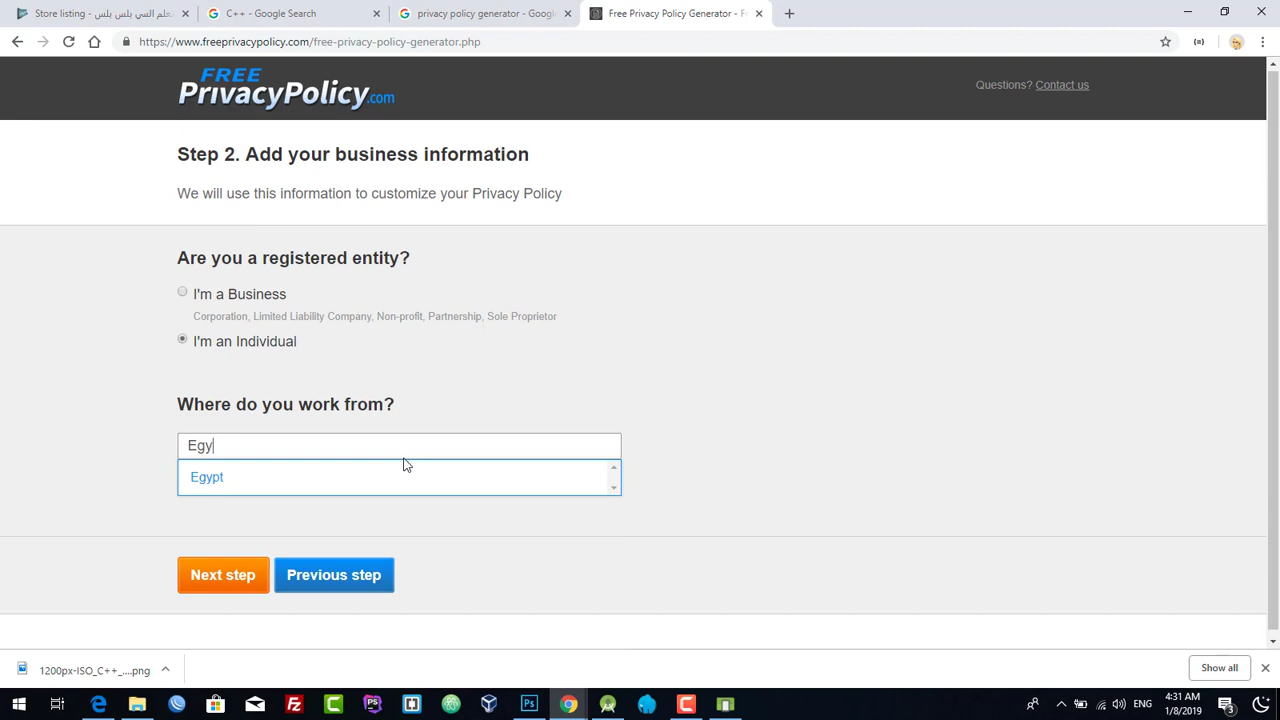 Store listing - معلم السي بلس بلس
C++ - Google Search
privacy policy generator - Google
Free Privacy Policy Generator - F
https://www.freeprivacypolicy.com/free-privacy-policy-generator.php
FREE
PrivacyPolicy.com
Questions? Contact us
Step 2. Add your business information
We will use this information to customize your Privacy Policy
Are you a registered entity?
I'm a Business
Corporation, Limited Liability Company, Non-profit, Partnership, Sole Proprietor
I'm an Individual
Where do you work from?
Egy
Egypt
Next step Previous step
1200px-ISO_C++_....png
Show all
ENG
4:31 AM
1/8/2019
3